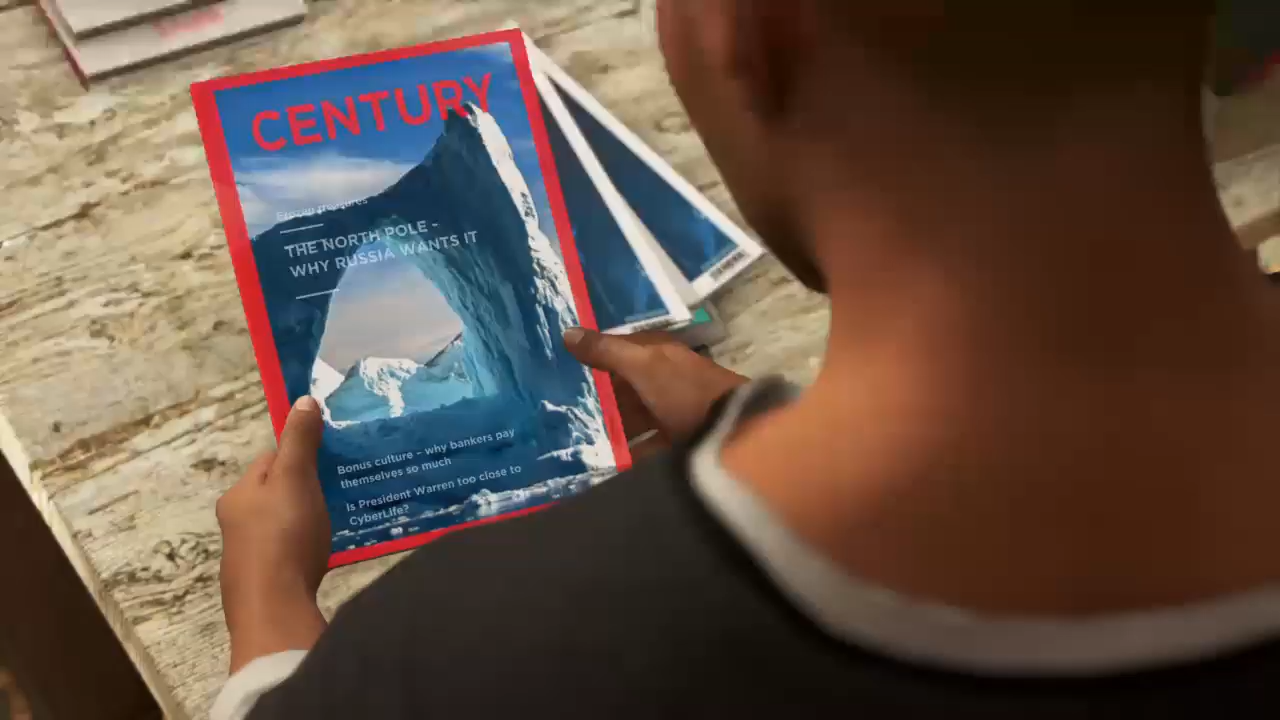 CENTURY
THE NORTH POLE -
WHY RUSSIA WANTS IT
Bonus culture - why bankers pay
themselves so much
Is President Warren too close to
CyberLife?